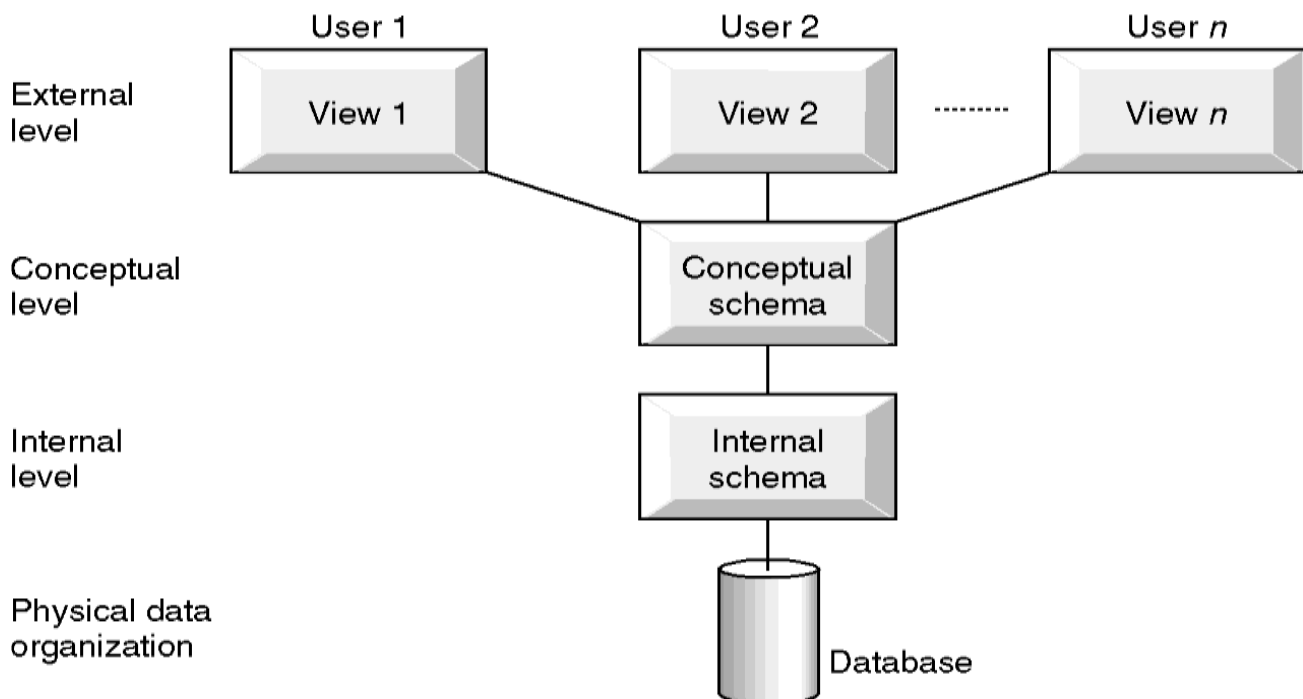 User 1
User 2
User n
External
level
View 1
View 2
View n
Conceptual
level
Conceptual
schema
Internal
level
Internal
schema
Physical data
organization
Database